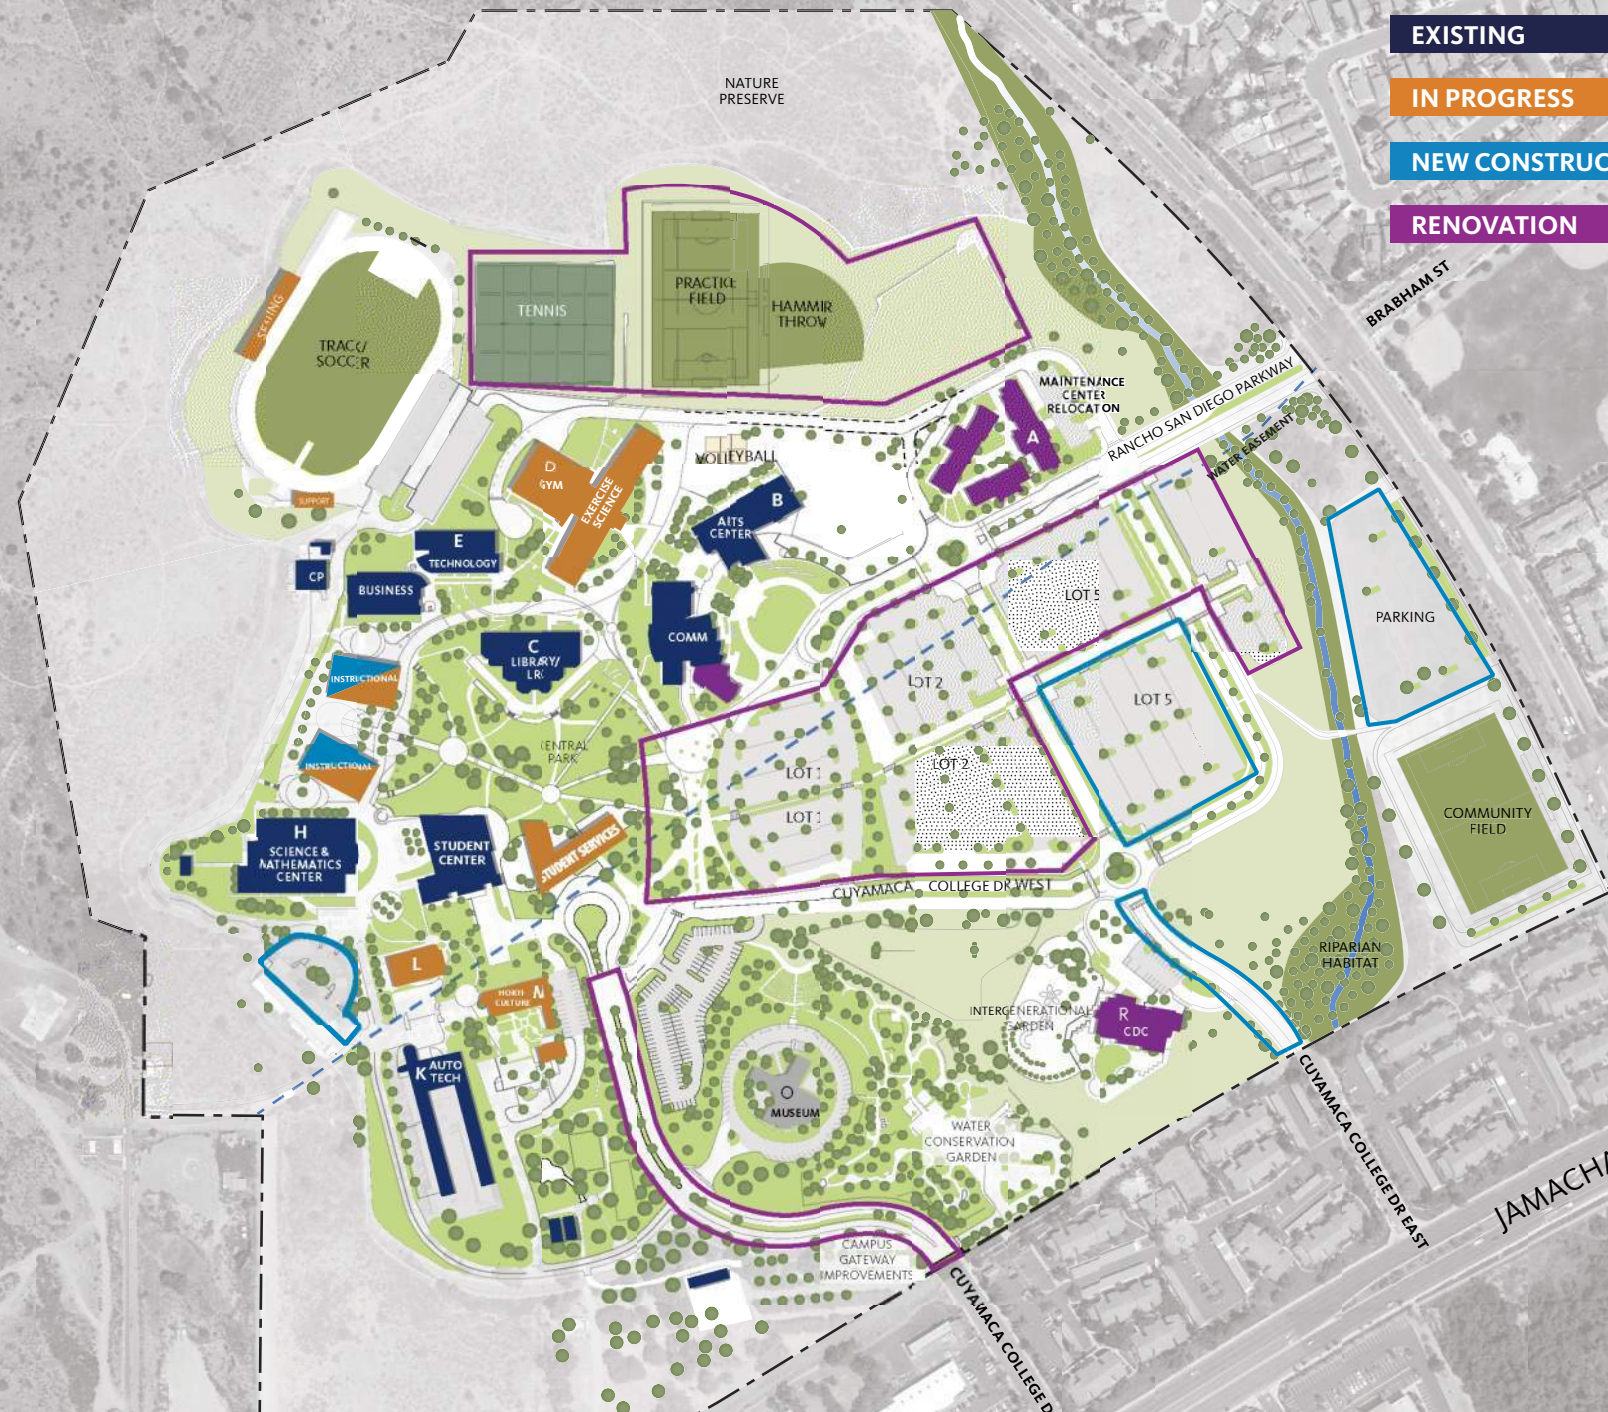 EXISTING
IN PROGRESS
NEW CONSTRUC
RENOVATION
NATURE
PRESERVE
BRABHAM ST
TENNIS
PRACTICE
FIELD
HAMMIR
THROW
SEATING
TRACK/
SOCCER
MAINTENANCE
CENTER
RELOCATON
RANCHO SAN DIEGO PARKWAY
WATER EASEMENT
A
VOLLEYBALL
D
GYM
EXERCISE
SCIENCE
SUPPORT
B
ARTS
CENTER
E
TECHNOLOGY
CP
BUSINESS
LOT 5
PARKING
COMM
C
LIBRARY/
LRC
INSTRUCTIONAL
LOT 2
LOT 5
CENTRAL
PARK
INSTRUCTIONAL
LOT 2
LOT 1
LOT 1
COMMUNITY
FIELD
H
SCIENCE &
MATHEMATICS
CENTER
STUDENT
CENTER
STUDENT SERVICES
CUYAMACA COLLEGE DR WEST
RIPARIAN
HABITAT
L
HORTI-
CULTURE
N
INTERGENERATIONAL
GARDEN
R
CDC
K AUTO
TECH
O
MUSEUM
WATER
CONSERVATION
GARDEN
CUYAMACA COLLEGE DR EAST
JAMACHA
CAMPUS
GATEWAY
IMPROVEMENTS
CUYAMACA COLLEGE D